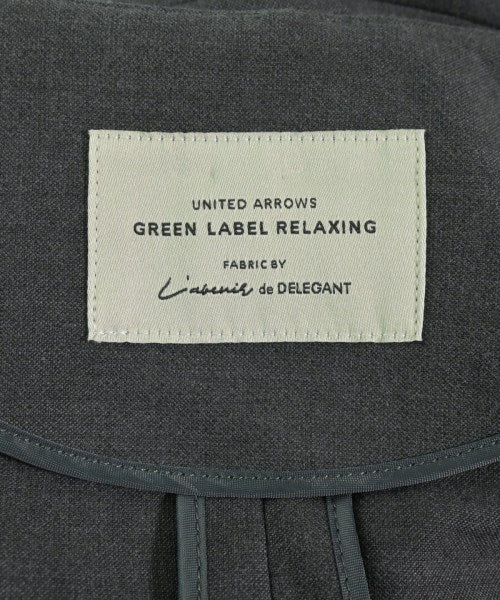 UNITED ARROWS
GREEN LABEL RELAXING
FABRIC BY
L'avenir de DELEGANT